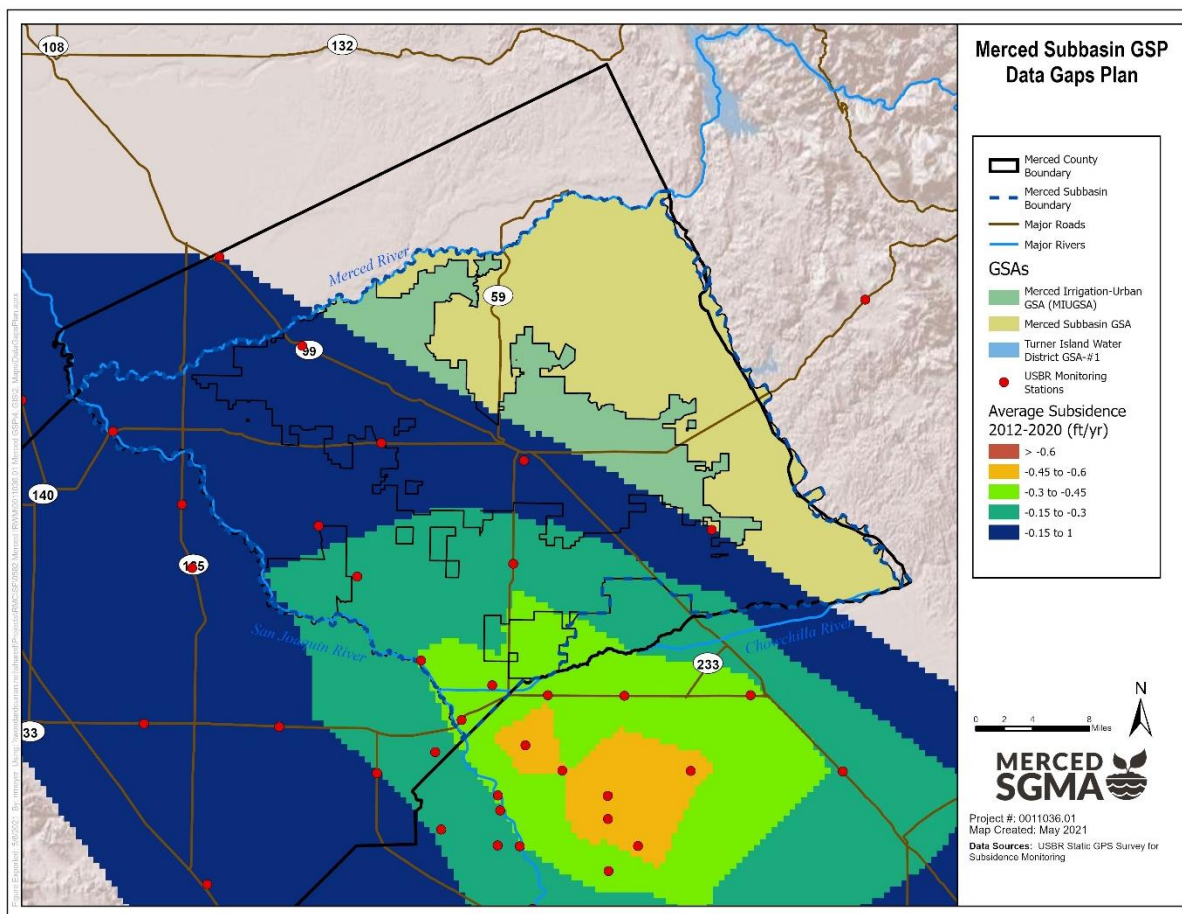 108
132
Merced River
59
99
140
165
San Joaquin River
Chowchilla River
233
33
Merced Subbasin GSP
Data Gaps Plan
Merced County
Boundary
Merced Subbasin
Boundary
Major Roads
Major Rivers
GSAs
Merced Irrigation-Urban
GSA (MIUGSA)
Merced Subbasin GSA
Turner Island Water
District GSA-#1
USBR Monitoring
Stations
Average Subsidence
2012-2020 (ft/yr)
> -0.6
-0.45 to -0.6
-0.3 to -0.45
-0.15 to -0.3
-0.15 to 1
N
0 2 4 8
Miles
MERCED
SGMA
Project #: 0011036.01
Map Created: May 2021
Data Sources: USBR Static GPS Survey for
Subsidence Monitoring